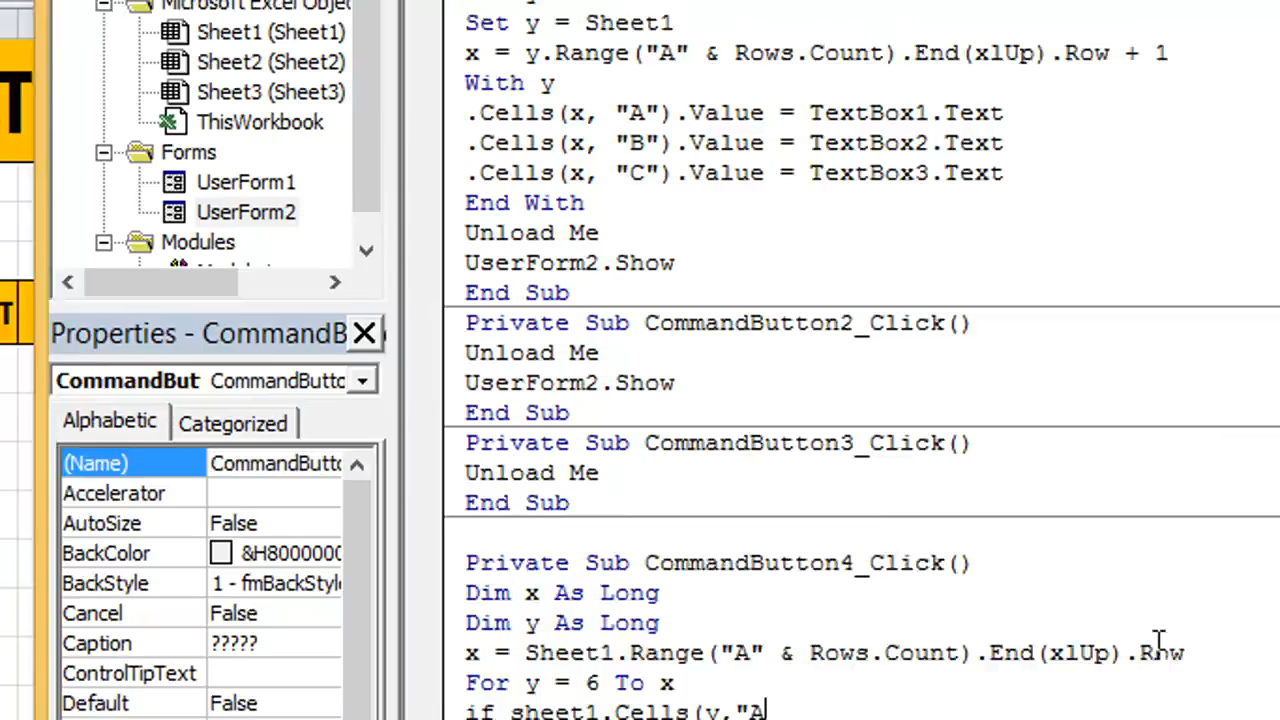 Microsoft Excel Objec
Sheet1 (Sheet1)
Sheet2 (Sheet2)
Sheet3 (Sheet3)
ThisWorkbook
Forms
UserForm1
UserForm2
Modules
T
T
Properties - CommandB
CommandBut CommandButto
Alphabetic Categorized
(Name) CommandButto
Accelerator
AutoSize False
BackColor &H8000000
BackStyle 1 - fmBackStyl
Cancel False
Caption ?????
ControlTipText
Default False
Set y = Sheet1
x = y.Range("A" & Rows.Count).End(xlUp).Row + 1
With y
.Cells(x, "A").Value = TextBox1.Text
.Cells(x, "B").Value = TextBox2.Text
.Cells(x, "C").Value = TextBox3.Text
End With
Unload Me
UserForm2.Show
End Sub
Private Sub CommandButton2_Click()
Unload Me
UserForm2.Show
End Sub
Private Sub CommandButton3_Click()
Unload Me
End Sub
Private Sub CommandButton4_Click()
Dim x As Long
Dim y As Long
x = Sheet1.Range("A" & Rows.Count).End(xlUp).Row
For y = 6 To x
if sheet1.Cells(y,"A